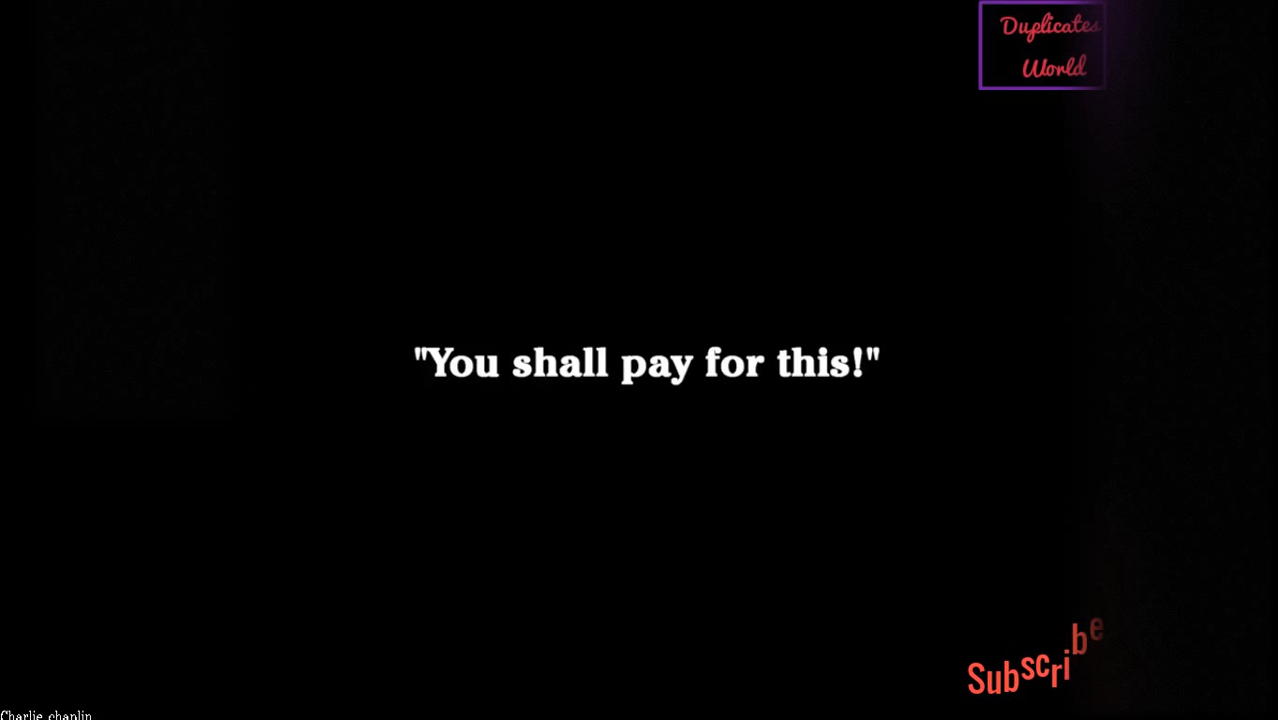 Duplicates
World
"You shall pay for this!"
Subscribe
Charlie chaplin